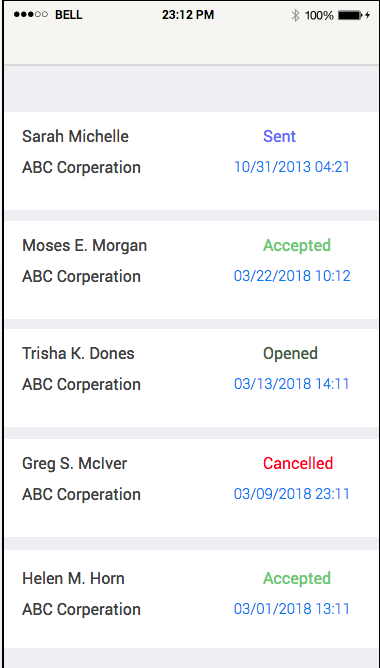 BELL 23:12 PM 100%
Sarah Michelle Sent
ABC Corperation 10/31/2013 04:21
Moses E. Morgan Accepted
ABC Corperation 03/22/2018 10:12
Trisha K. Dones Opened
ABC Corperation 03/13/2018 14:11
Greg S. McIver Cancelled
ABC Corperation 03/09/2018 23:11
Helen M. Horn Accepted
ABC Corperation 03/01/2018 13:11